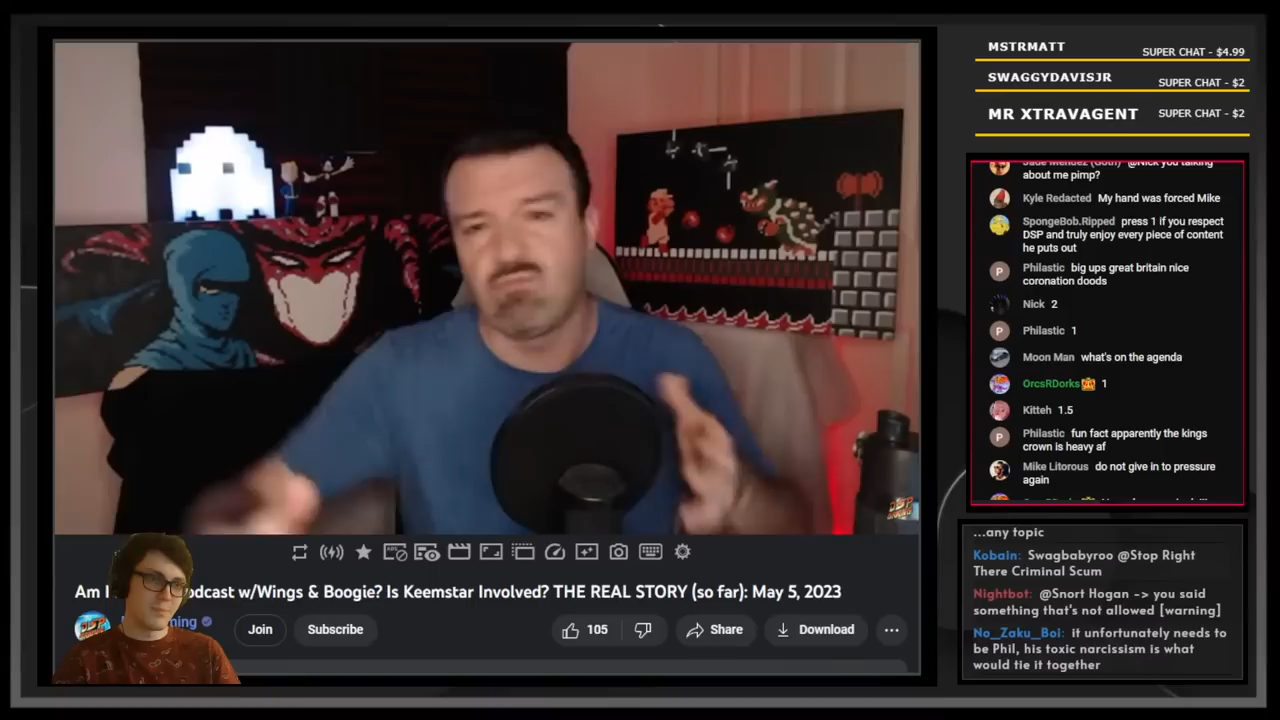 MSTRMATT
SUPER CHAT - $4.99
SWAGGYDAVISJR
SUPER CHAT - $2
MR XTRAVAGENT
SUPER CHAT - $2
Jade Mendez (Goth) @Nick you talking
about me pimp?
Kyle Redacted My hand was forced Mike
SpongeBob.Ripped press 1 if you respect
DSP and truly enjoy every piece of content
he puts out
P Philastic big ups great britain nice
coronation doods
Nick 2
P Philastic 1
Moon Man what's on the agenda
OrcsRDorks 1
Kitteh 1.5
P Philastic fun fact apparently the kings
crown is heavy af
Mike Litorous do not give in to pressure
again
...any topic
Kobain: Swagbabyroo @Stop Right
There Criminal Scum
Nightbot: @Snort Hogan -> you said
something that's not allowed [warning]
No_Zaku_Boi: it unfortunately needs to
be Phil, his toxic narcissism is what
would tie it together
Am odcast w/Wings & Boogie? Is Keemstar Involved? THE REAL STORY (so far): May 5, 2023
Join
Subscribe
105
Share
Download